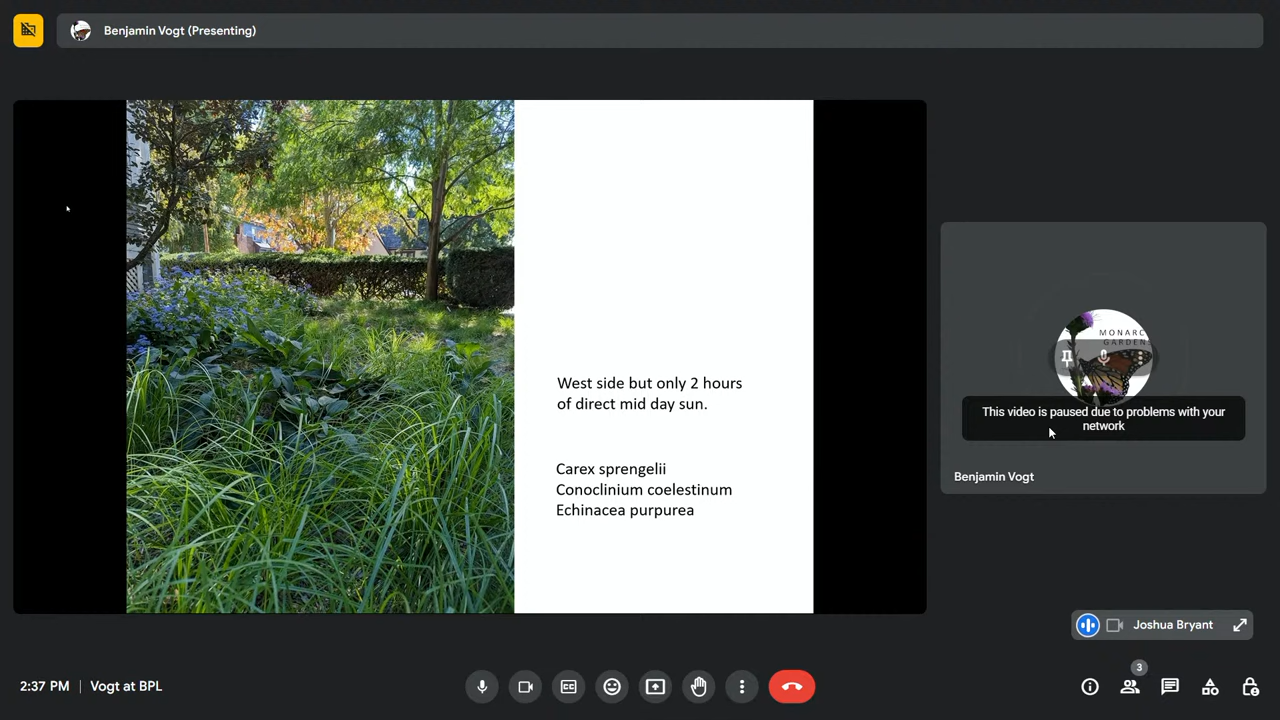 Benjamin Vogt (Presenting)
West side but only 2 hours
of direct mid day sun.
Carex sprengelii
Conoclinium coelestinum
Echinacea purpurea
MONARC
GARDENS
This video is paused due to problems with your
network
Benjamin Vogt
Joshua Bryant
2:37 PM | Vogt at BPL
3